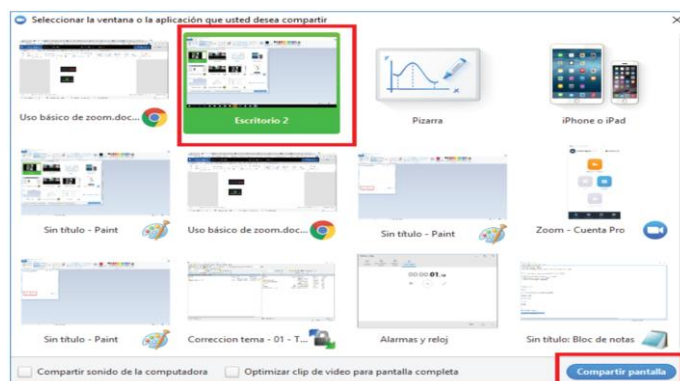 Seleccionar la ventana o la aplicación que usted desea compartir
Uso básico de zoom.doc...
Escritorio 2
Pizarra
iPhone o iPad
Sin título - Paint
Uso básico de zoom.doc...
Sin título - Paint
Zoom - Cuenta Pro
Sin título - Paint
Correccion tema - 01 - T...
Alarmas y reloj
Sin título: Bloc de notas
Compartir sonido de la computadora
Optimizar clip de video para pantalla completa
Compartir pantalla